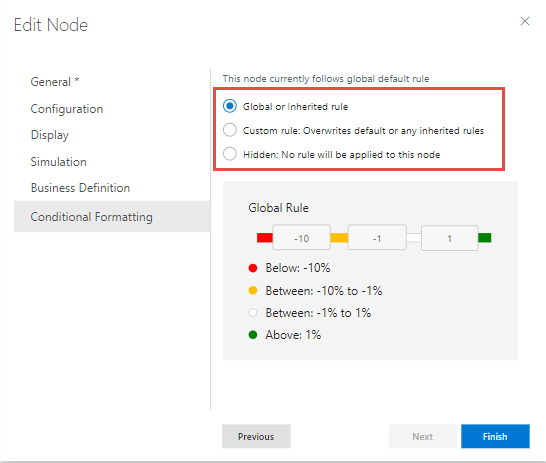 Edit Node
General *
Configuration
Display
Simulation
Business Definition
Conditional Formatting
This node currently follows global default rule
Global or Inherited rule
Custom rule: Overwrites default or any inherited rules
Hidden: No rule will be applied to this node
Global Rule
-10 -1 1
Below: -10%
Between: -10% to -1%
Between: -1% to 1%
Above: 1%
Previous Next Finish